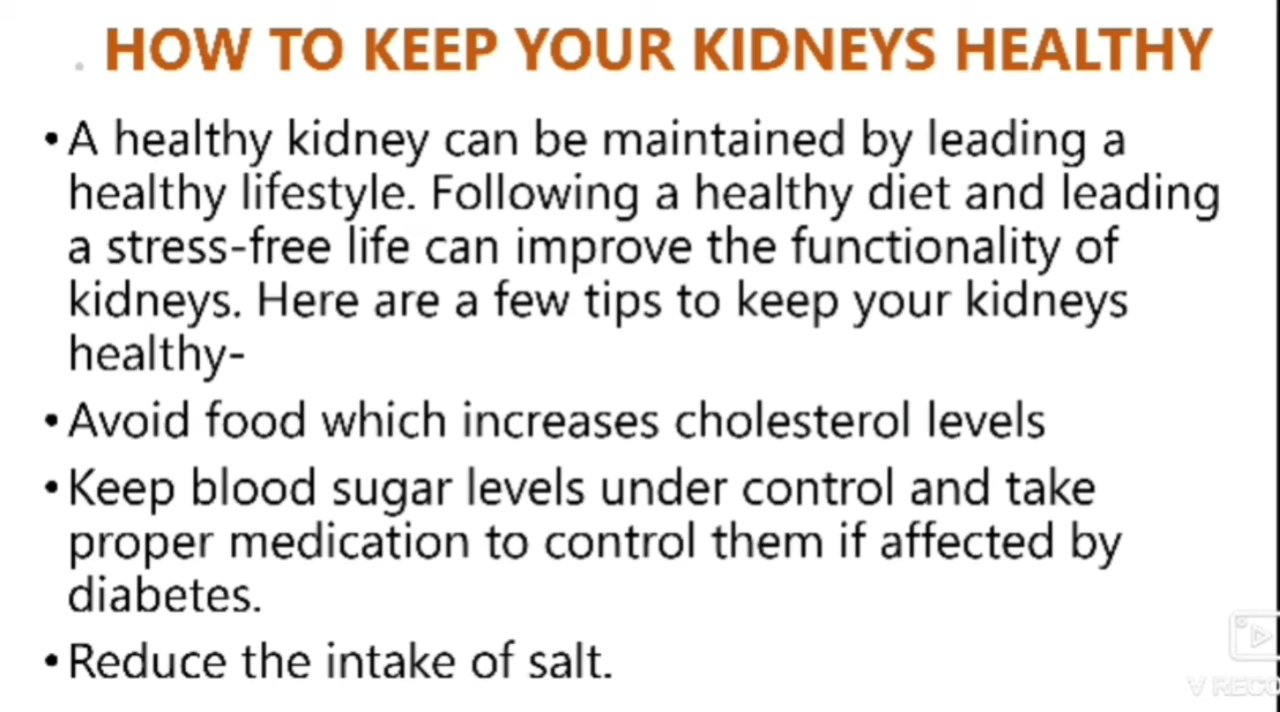 . HOW TO KEEP YOUR KIDNEYS HEALTHY
• A healthy kidney can be maintained by leading a
healthy lifestyle. Following a healthy diet and leading
a stress-free life can improve the functionality of
kidneys. Here are a few tips to keep your kidneys
healthy-
• Avoid food which increases cholesterol levels
• Keep blood sugar levels under control and take
proper medication to control them if affected by
diabetes.
• Reduce the intake of salt.
V RECO